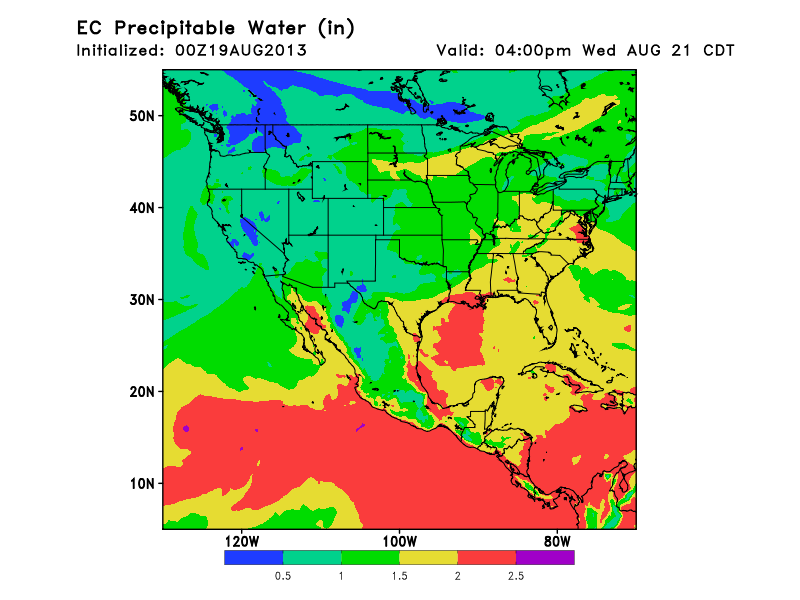 EC Precipitable Water (in)
Initialized: 00Z19AUG2013 Valid: 04:00pm Wed AUG 21 CDT
50N
40N
30N
20N
10N
120W 100W 80W
0.5 1 1.5 2 2.5